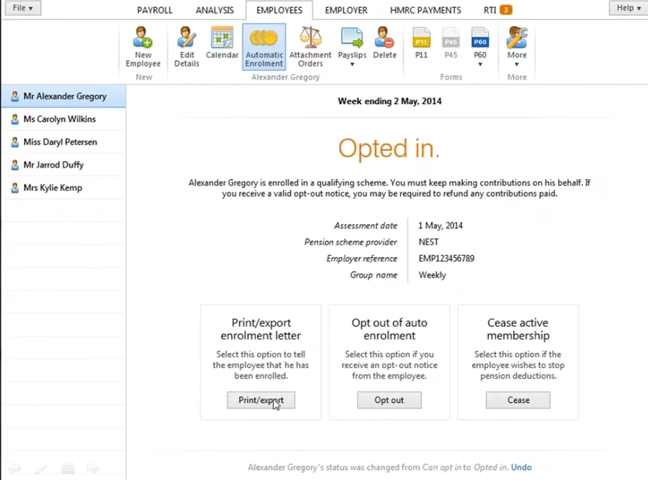 File ▾
PAYROLL ANALYSIS EMPLOYEES EMPLOYER HMRC PAYMENTS RTI 3
Help ▾
New Employee
Edit Details
Calendar
Automatic Enrolment
Attachment Orders
Payslips
Delete
P11 P11
P45 P45
P60 P60
More
New
Alexander Gregory
Forms
More
Mr Alexander Gregory
Ms Carolyn Wilkins
Miss Daryl Petersen
Mr Jarrod Duffy
Mrs Kylie Kemp
Week ending 2 May, 2014
Opted in.
Alexander Gregory is enrolled in a qualifying scheme. You must keep making contributions on his behalf. If
you receive a valid opt-out notice, you may be required to refund any contributions paid.
Assessment date 1 May, 2014
Pension scheme provider NEST
Employer reference EMP123456789
Group name Weekly
Print/export
enrolment letter
Select this option to tell
the employee that he has
been enrolled.
Print/export
Opt out of auto
enrolment
Select this option if you
receive an opt-out notice
from the employee.
Opt out
Cease active
membership
Select this option if the
employee wishes to stop
pension deductions.
Cease
Alexander Gregory's status was changed from Can opt in to Opted in. Undo